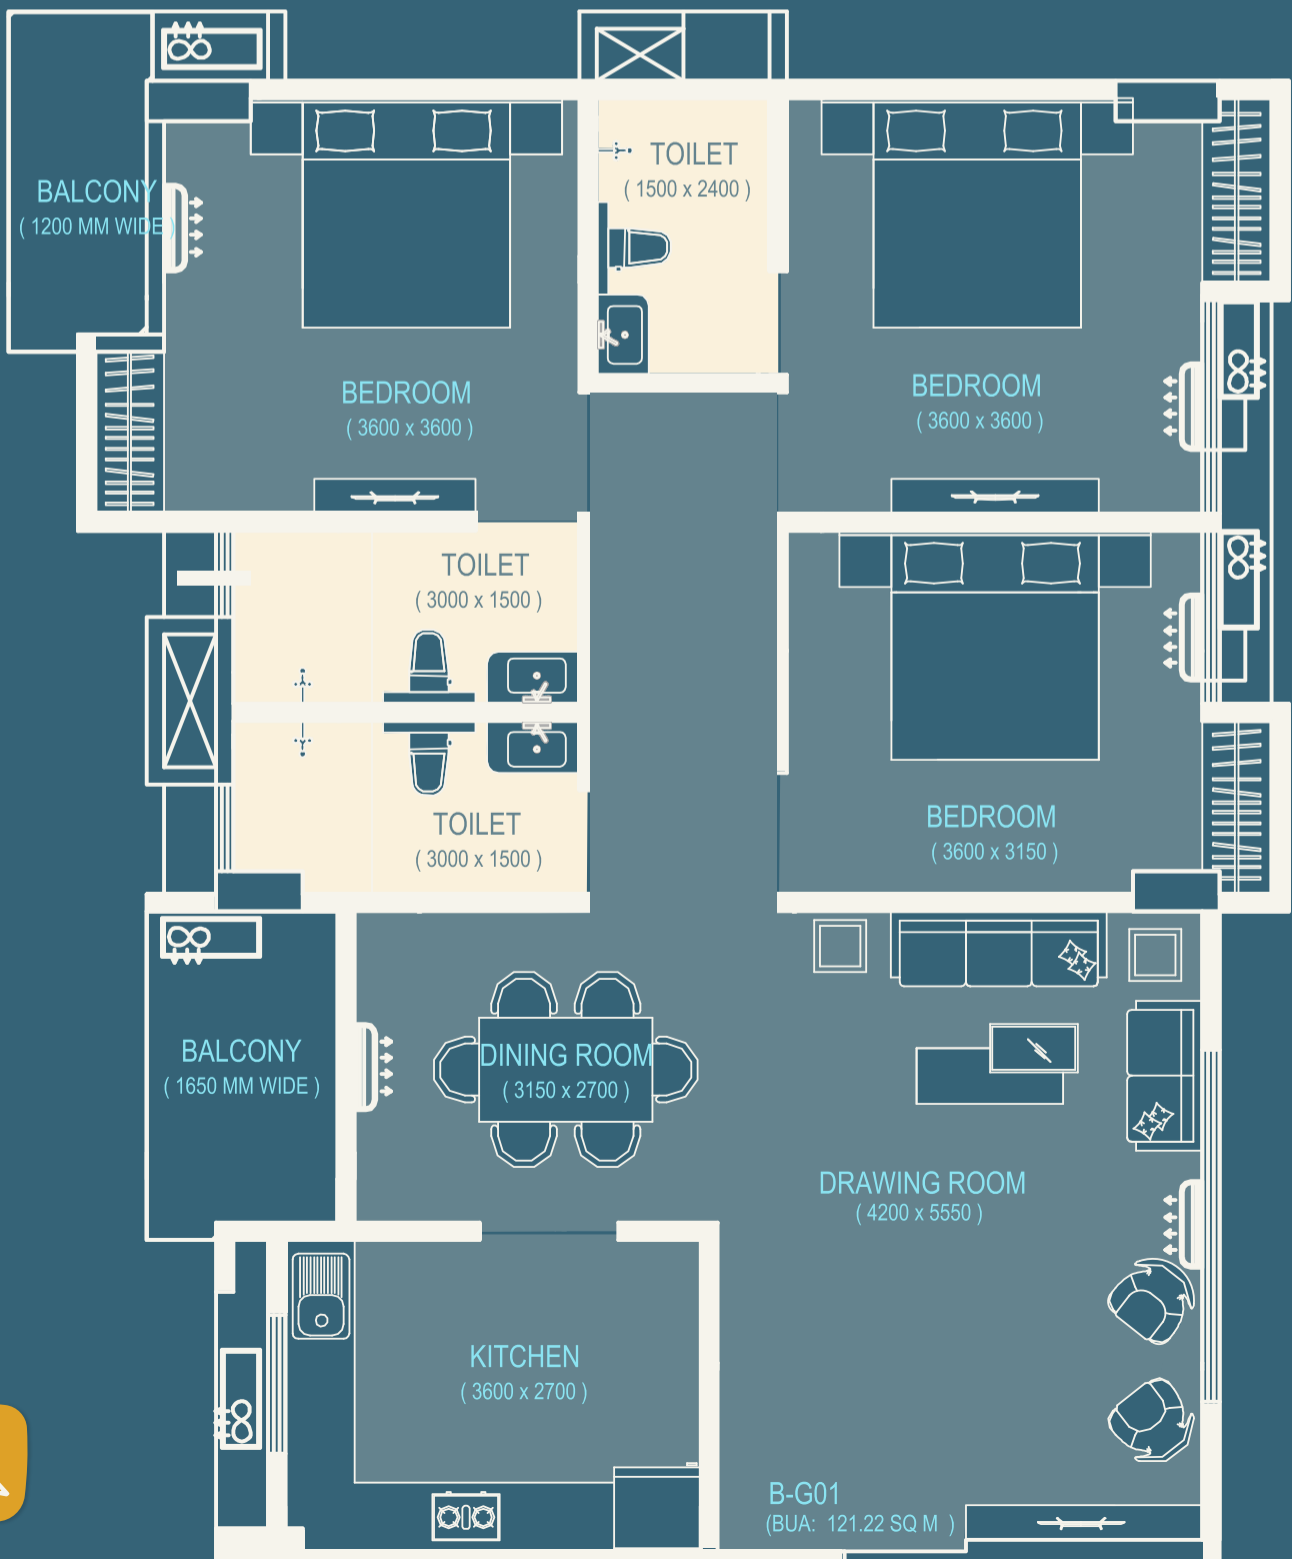 TOILET
( 1500 x 2400 )
BALCONY
( 1200 MM WIDE )
BEDROOM
( 3600 x 3600 )
BEDROOM
( 3600 x 3600 )
TOILET
( 3000 x 1500 )
TOILET
( 3000 x 1500 )
BEDROOM
( 3600 x 3150 )
BALCONY
( 1650 MM WIDE )
DINING ROOM
( 3150 x 2700 )
DRAWING ROOM
( 4200 x 5550 )
KITCHEN
( 3600 x 2700 )
B-G01
(BUA: 121.22 SQ M )